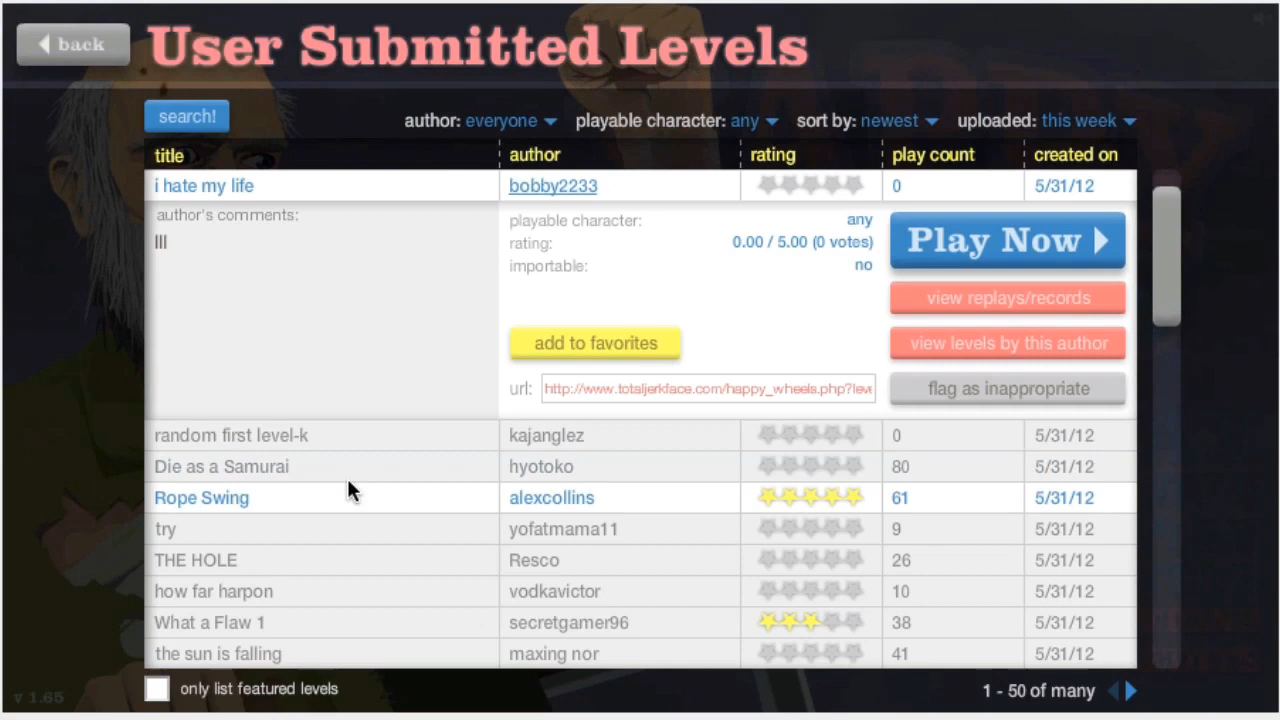 back
User Submitted Levels
search!
author: everyone playable character: any sort by: newest uploaded: this week
title author rating play count created on
i hate my life bobby2233 0 5/31/12
author's comments:
lll
playable character: any
rating: 0.00 / 5.00 (0 votes)
importable: no
Play Now
view replays/records
add to favorites
view levels by this author
url: http://www.totaljerkface.com/happy_wheels.php?leve
flag as inappropriate
random first level-k kajanglez 0 5/31/12
Die as a Samurai hyotoko 80 5/31/12
Rope Swing alexcollins 61 5/31/12
try yofatmama11 9 5/31/12
THE HOLE Resco 26 5/31/12
how far harpon vodkavictor 10 5/31/12
What a Flaw 1 secretgamer96 38 5/31/12
the sun is falling maxing nor 41 5/31/12
only list featured levels
1 - 50 of many
v 1.65